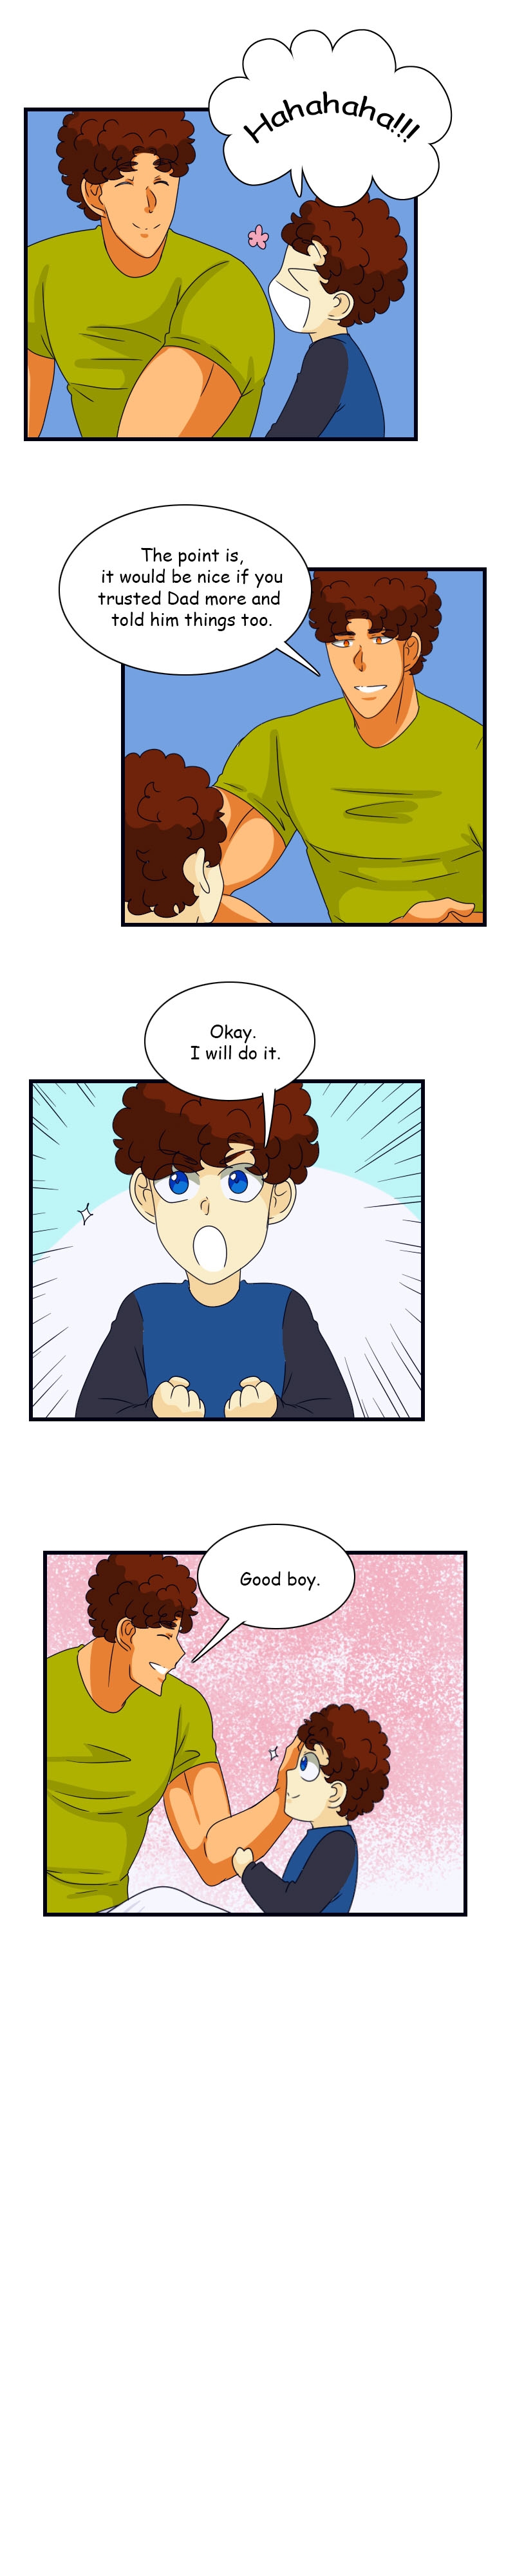 Hahahaha!!!
The point is,
it would be nice if you
trusted Dad more and
told him things too.
Okay.
I will do it.
Good boy.